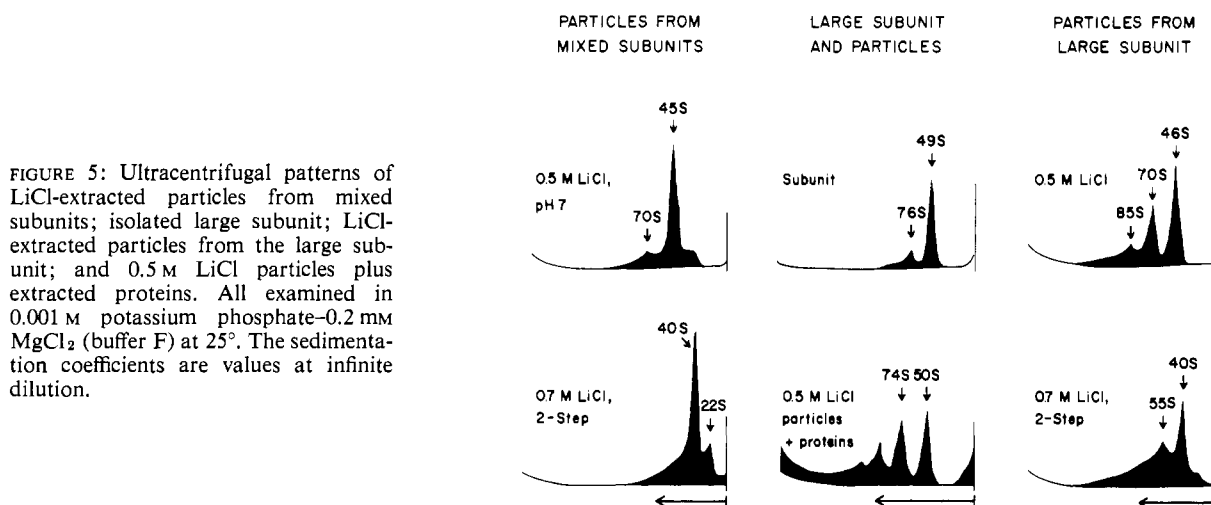 FIGURE 5: Ultracentrifugal patterns of
LiCl-extracted particles from mixed
subunits; isolated large subunit; LiCl-
extracted particles from the large sub-
unit; and 0.5 M LiCl particles plus
extracted proteins. All examined in
0.001 M potassium phosphate–0.2 mM
MgCl₂ (buffer F) at 25°. The sedimenta-
tion coefficients are values at infinite
dilution.
PARTICLES FROM
MIXED SUBUNITS
45S
0.5 M LiCl,
pH 7
70S
40S
0.7 M LiCl,
2-Step
22S
LARGE SUBUNIT
AND PARTICLES
49S
Subunit
76S
74S 50S
0.5 M LiCl
particles
+ proteins
PARTICLES FROM
LARGE SUBUNIT
46S
0.5 M LiCl
70S
85S
40S
0.7 M LiCl,
2-Step
55S